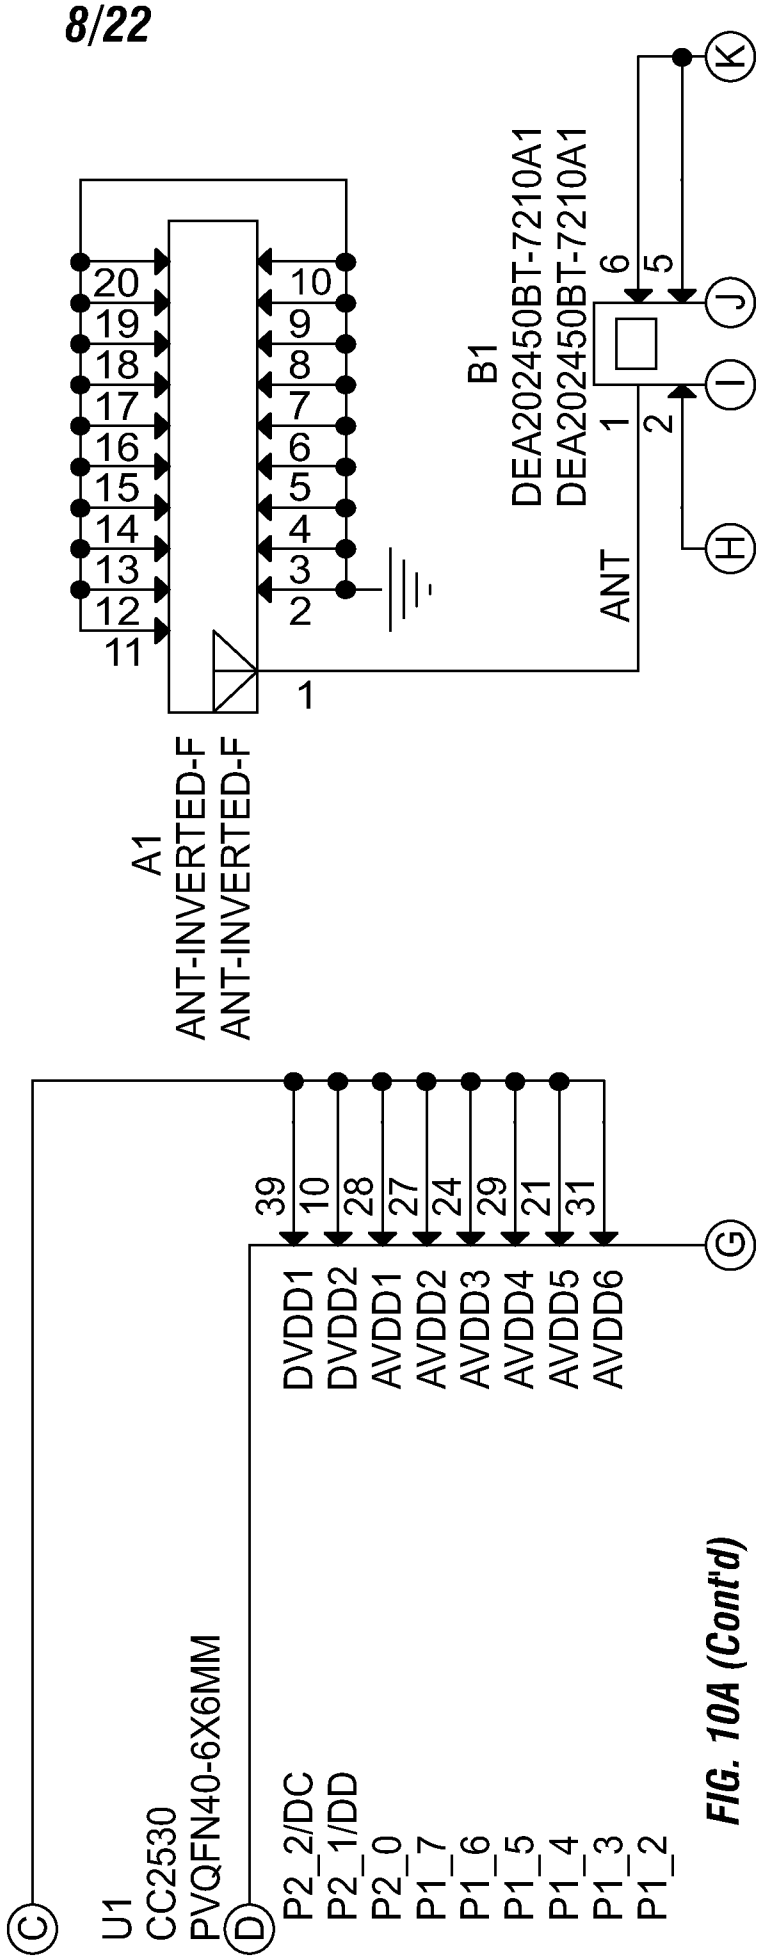 8/22
C
U1
CC2530
PVQFN40-6X6MM
D
P2_2/DC
P2_1/DD
P2_0
P1_7
P1_6
P1_5
P1_4
P1_3
P1_2
DVDD1
DVDD2
AVDD1
AVDD2
AVDD3
AVDD4
AVDD5
AVDD6
39
10
28
27
24
29
21
31
G
A1
ANT-INVERTED-F
ANT-INVERTED-F
11
12
13
14
15
16
17
18
19
20
1
2
3
4
5
6
7
8
9
10
ANT
B1
DEA202450BT-7210A1
DEA202450BT-7210A1
1
2
6
5
H
I
J
K
FIG. 10A (Cont'd)